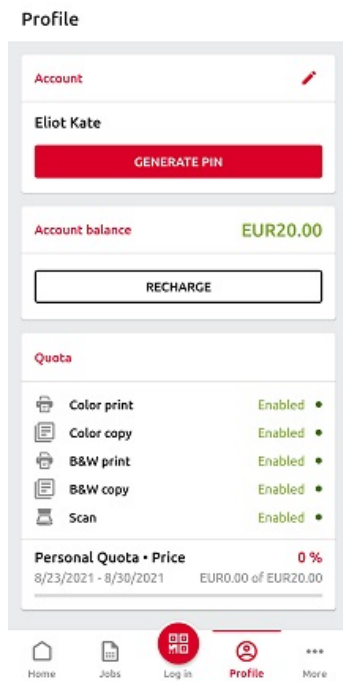 Profile
Account
Eliot Kate
GENERATE PIN
Account balance EUR20.00
RECHARGE
Quota
Color print Enabled
Color copy Enabled
B&W print Enabled
B&W copy Enabled
Scan Enabled
Personal Quota • Price 0 %
8/23/2021 - 8/30/2021 EUR0.00 of EUR20.00
Home Jobs Log in Profile More